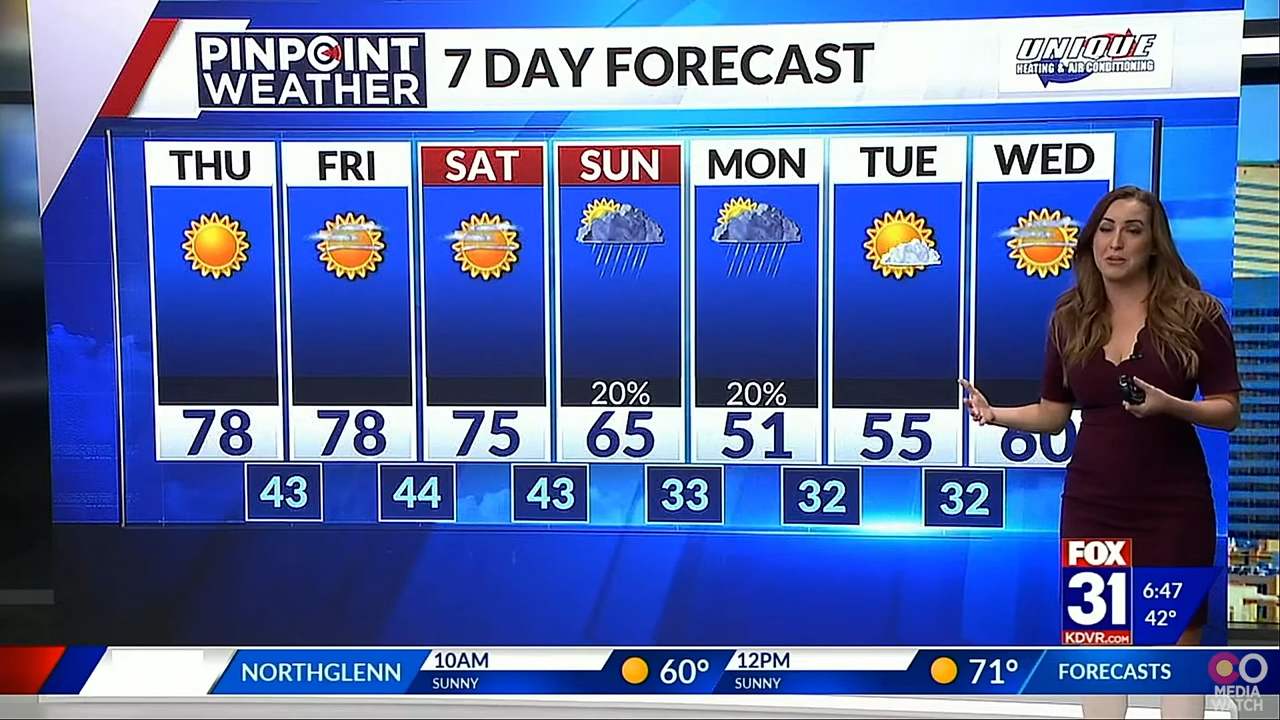 PINPOINT WEATHER
7 DAY FORECAST
UNIQUE
HEATING & AIR CONDITIONING
THU FRI SAT SUN MON TUE WED
20% 20%
78 78 75 65 51 55 60
43 44 43 33 32 32
FOX
31
KDVR.COM
6:47
42°
NORTHGLENN
10AM
SUNNY
60°
12PM
SUNNY
71°
FORECASTS
CO
MEDIA
WATCH